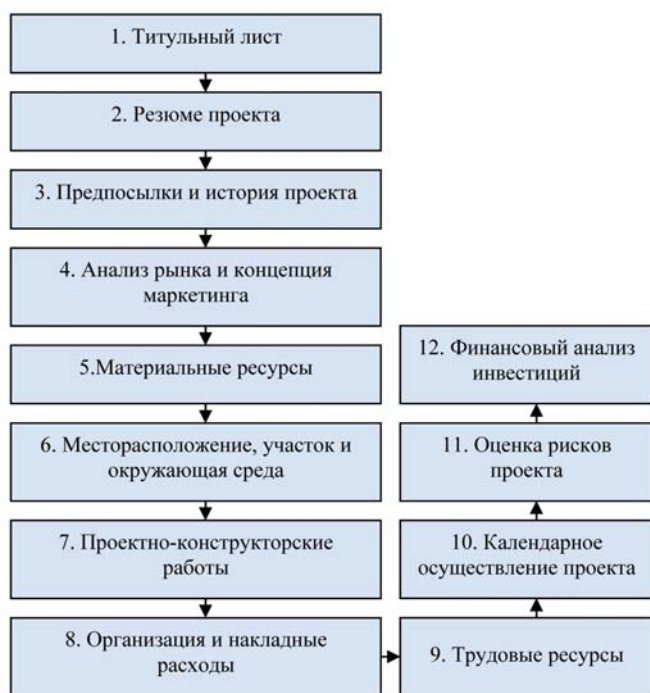 1. Титульный лист
2. Резюме проекта
3. Предпосылки и история проекта
4. Анализ рынка и концепция
маркетинга
5.Материальные ресурсы
6. Месторасположение, участок и
окружающая среда
7. Проектно-конструкторские
работы
8. Организация и накладные
расходы
9. Трудовые ресурсы
10. Календарное
осуществление проекта
11. Оценка рисков
проекта
12. Финансовый анализ
инвестиций